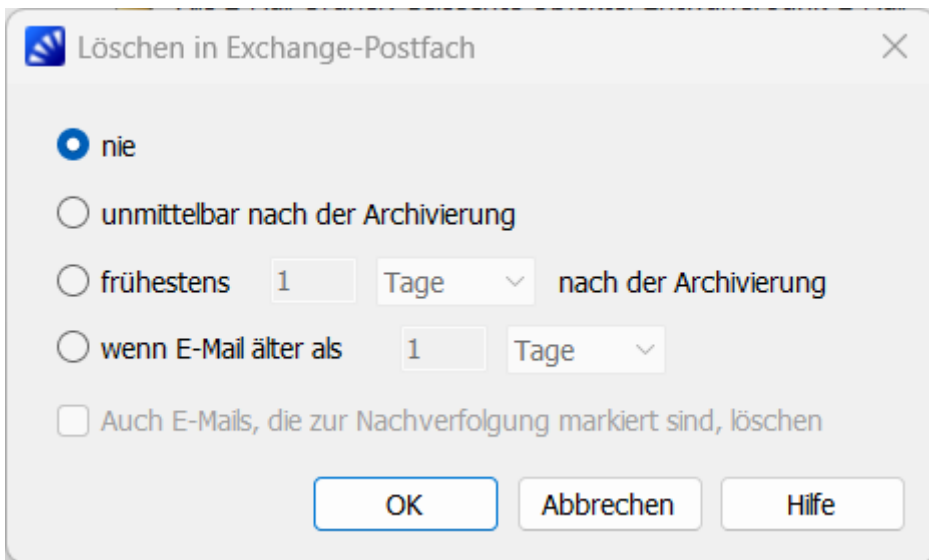 Löschen in Exchange-Postfach
nie
unmittelbar nach der Archivierung
frühestens 1 Tage nach der Archivierung
wenn E-Mail älter als 1 Tage
Auch E-Mails, die zur Nachverfolgung markiert sind, löschen
OK Abbrechen Hilfe